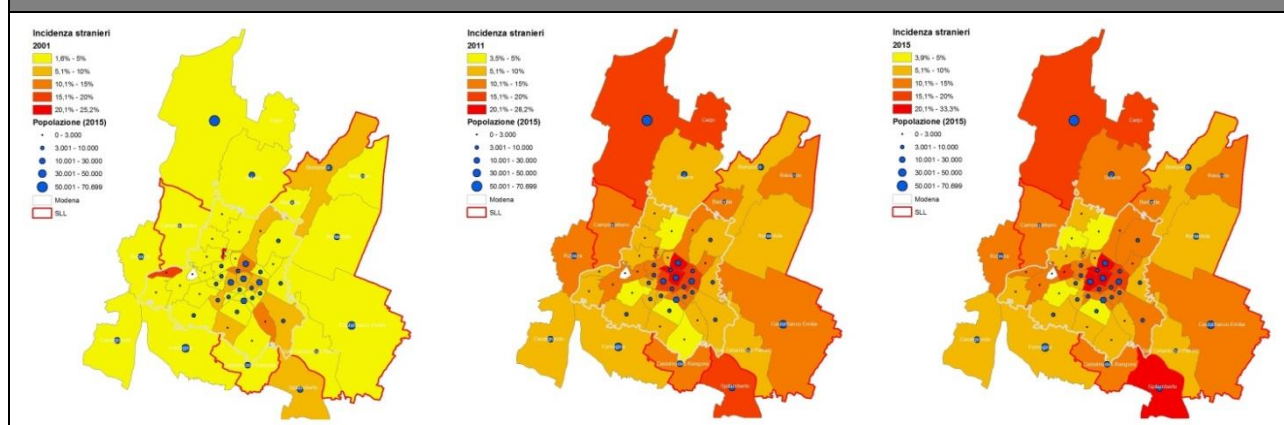 Incidenza stranieri
2001
1,6% - 5%
5,1% - 10%
10,1% - 15%
15,1% - 20%
20,1% - 25,2%
Popolazione (2015)
0 - 3.000
3.001 - 10.000
10.001 - 30.000
30.001 - 50.000
50.001 - 70.699
Modena
SLL
Carpi
Castelfranco Emilia
Spilamberto
Incidenza stranieri
2011
3,5% - 5%
5,1% - 10%
10,1% - 15%
15,1% - 20%
20,1% - 28,2%
Popolazione (2015)
0 - 3.000
3.001 - 10.000
10.001 - 30.000
30.001 - 50.000
50.001 - 70.699
Modena
SLL
Carpi
Castelfranco Emilia
Spilamberto
Incidenza stranieri
2015
3,9% - 5%
5,1% - 10%
10,1% - 15%
15,1% - 20%
20,1% - 33,3%
Popolazione (2015)
0 - 3.000
3.001 - 10.000
10.001 - 30.000
30.001 - 50.000
50.001 - 70.699
Modena
SLL
Carpi
Castelfranco Emilia
Spilamberto